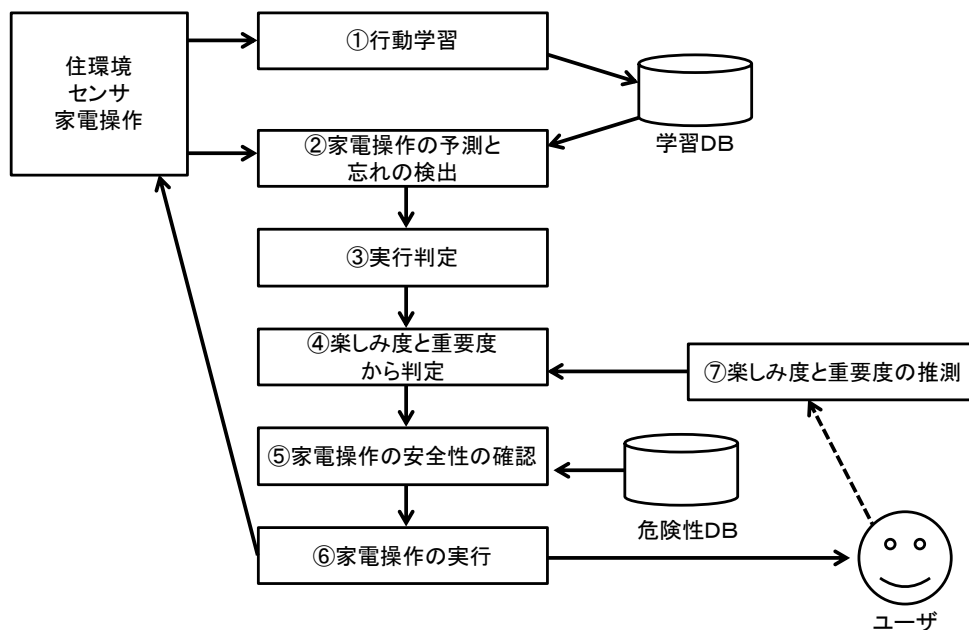 ①行動学習
住環境
センサ
家電操作
学習DB
②家電操作の予測と
忘れの検出
③実行判定
④楽しみ度と重要度
から判定
⑦楽しみ度と重要度の推測
⑤家電操作の安全性の確認
危険性DB
⑥家電操作の実行
ユーザ